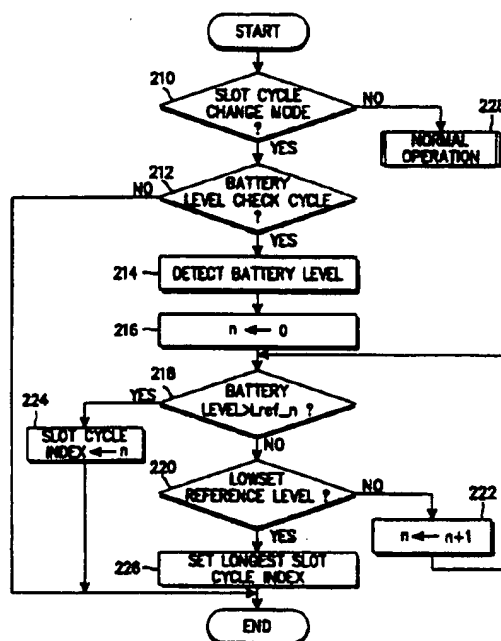 START
210
SLOT CYCLE
CHANGE MODE
?
NO
YES
228
NORMAL
OPERATION
212
NO
BATTERY
LEVEL CHECK CYCLE
?
YES
214
DETECT BATTERY LEVEL
216
n ← 0
218
YES
BATTERY
LEVEL>Lref_n ?
NO
224
SLOT CYCLE
INDEX ← n
220
LOWSET
REFERENCE LEVEL ?
NO
YES
222
n ← n+1
226
SET LONGEST SLOT
CYCLE INDEX
END